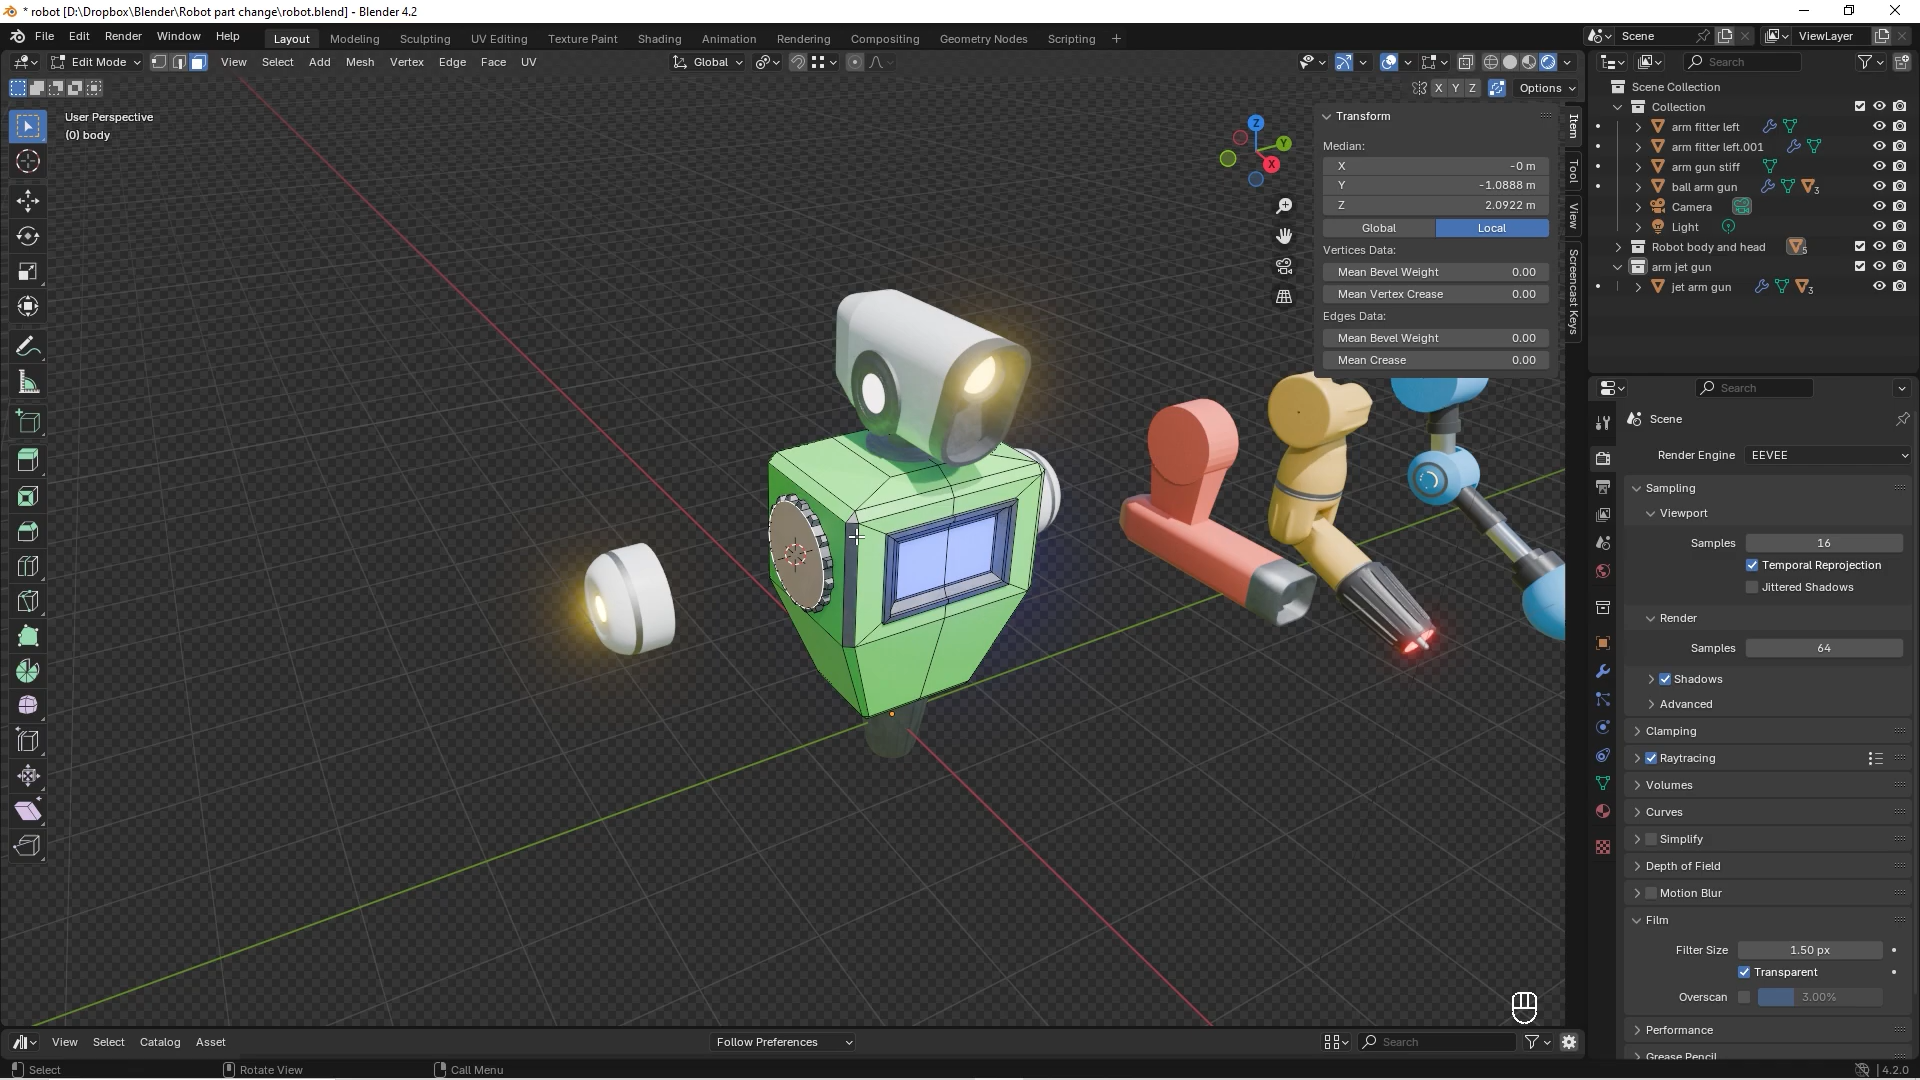 * robot [D:\Dropbox\Blender\Robot part change\robot.blend] - Blender 4.2
File Edit Render Window Help Layout Modeling Sculpting UV Editing Texture Paint Shading Animation Rendering Compositing Geometry Nodes Scripting + Scene ViewLayer
Edit Mode View Select Add Mesh Vertex Edge Face UV Global Search
X Y Z Options
User Perspective
(0) body
Z
Y
X
Transform
Median:
X -0 m
Y -1.0888 m
Z 2.0922 m
Global Local
Vertices Data:
Mean Bevel Weight 0.00
Mean Vertex Crease 0.00
Edges Data:
Mean Bevel Weight 0.00
Mean Crease 0.00
Item
Tool
View
Screencast Keys
Scene Collection
Collection
arm fitter left
arm fitter left.001
arm gun stiff
ball arm gun 3
Camera
Light
Robot body and head 5
arm jet gun
jet arm gun 3
Search
Scene
Render Engine EEVEE
Sampling
Viewport
Samples 16
Temporal Reprojection
Jittered Shadows
Render
Samples 64
Shadows
Advanced
Clamping
Raytracing
Volumes
Curves
Simplify
Depth of Field
Motion Blur
Film
Filter Size 1.50 px
Transparent
Overscan 3.00%
Performance
Grease Pencil
View Select Catalog Asset Follow Preferences Search
Select Rotate View Call Menu 4.2.0